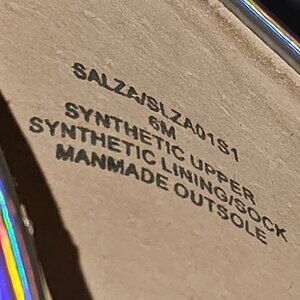 SALZA/SLZA01S1
6M
SYNTHETIC UPPER
SYNTHETIC LINING/SOCK
MANMADE OUTSOLE